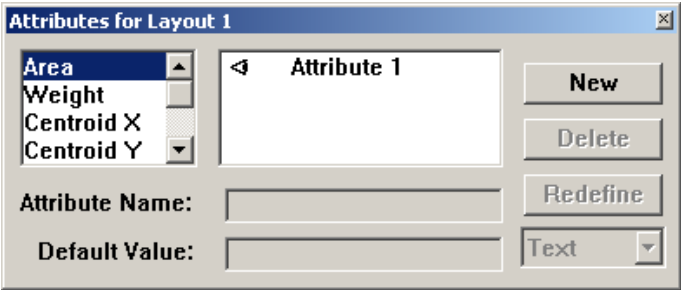 Attributes for Layout 1
Area
Weight
Centroid X
Centroid Y
Attribute 1
New
Delete
Redefine
Attribute Name:
Default Value:
Text